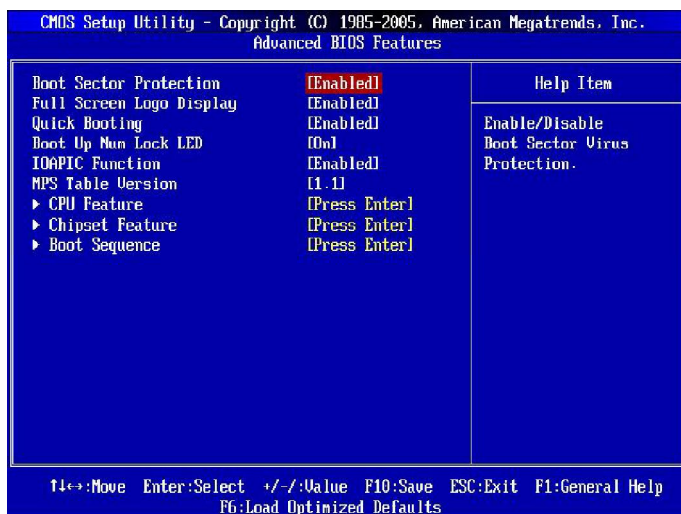 CMOS Setup Utility - Copyright (C) 1985-2005, American Megatrends, Inc.
Advanced BIOS Features
Boot Sector Protection [Enabled]
Full Screen Logo Display [Enabled]
Quick Booting [Enabled]
Boot Up Num Lock LED [On]
IOAPIC Function [Enabled]
MPS Table Version [1.1]
▶ CPU Feature [Press Enter]
▶ Chipset Feature [Press Enter]
▶ Boot Sequence [Press Enter]
Help Item
Enable/Disable
Boot Sector Virus
Protection.
↑↓↔:Move Enter:Select +/-/:Value F10:Save ESC:Exit F1:General Help
F6:Load Optimized Defaults